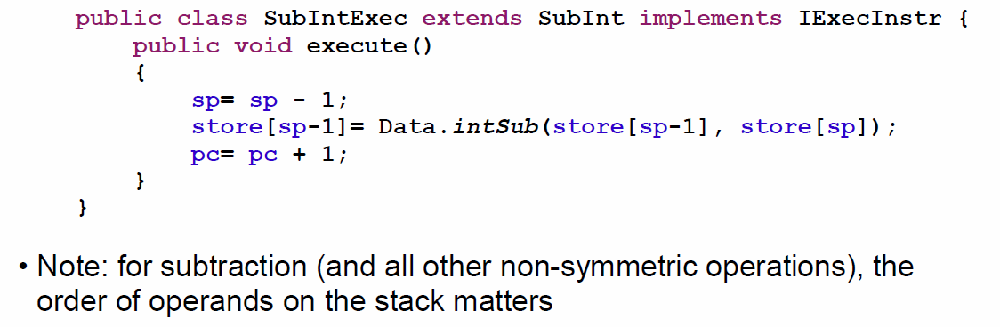 public class SubIntExec extends SubInt implements IExecInstr {
    public void execute()
    {
        sp= sp - 1;
        store[sp-1]= Data.intSub(store[sp-1], store[sp]);
        pc= pc + 1;
    }
}
• Note: for subtraction (and all other non-symmetric operations), the
order of operands on the stack matters